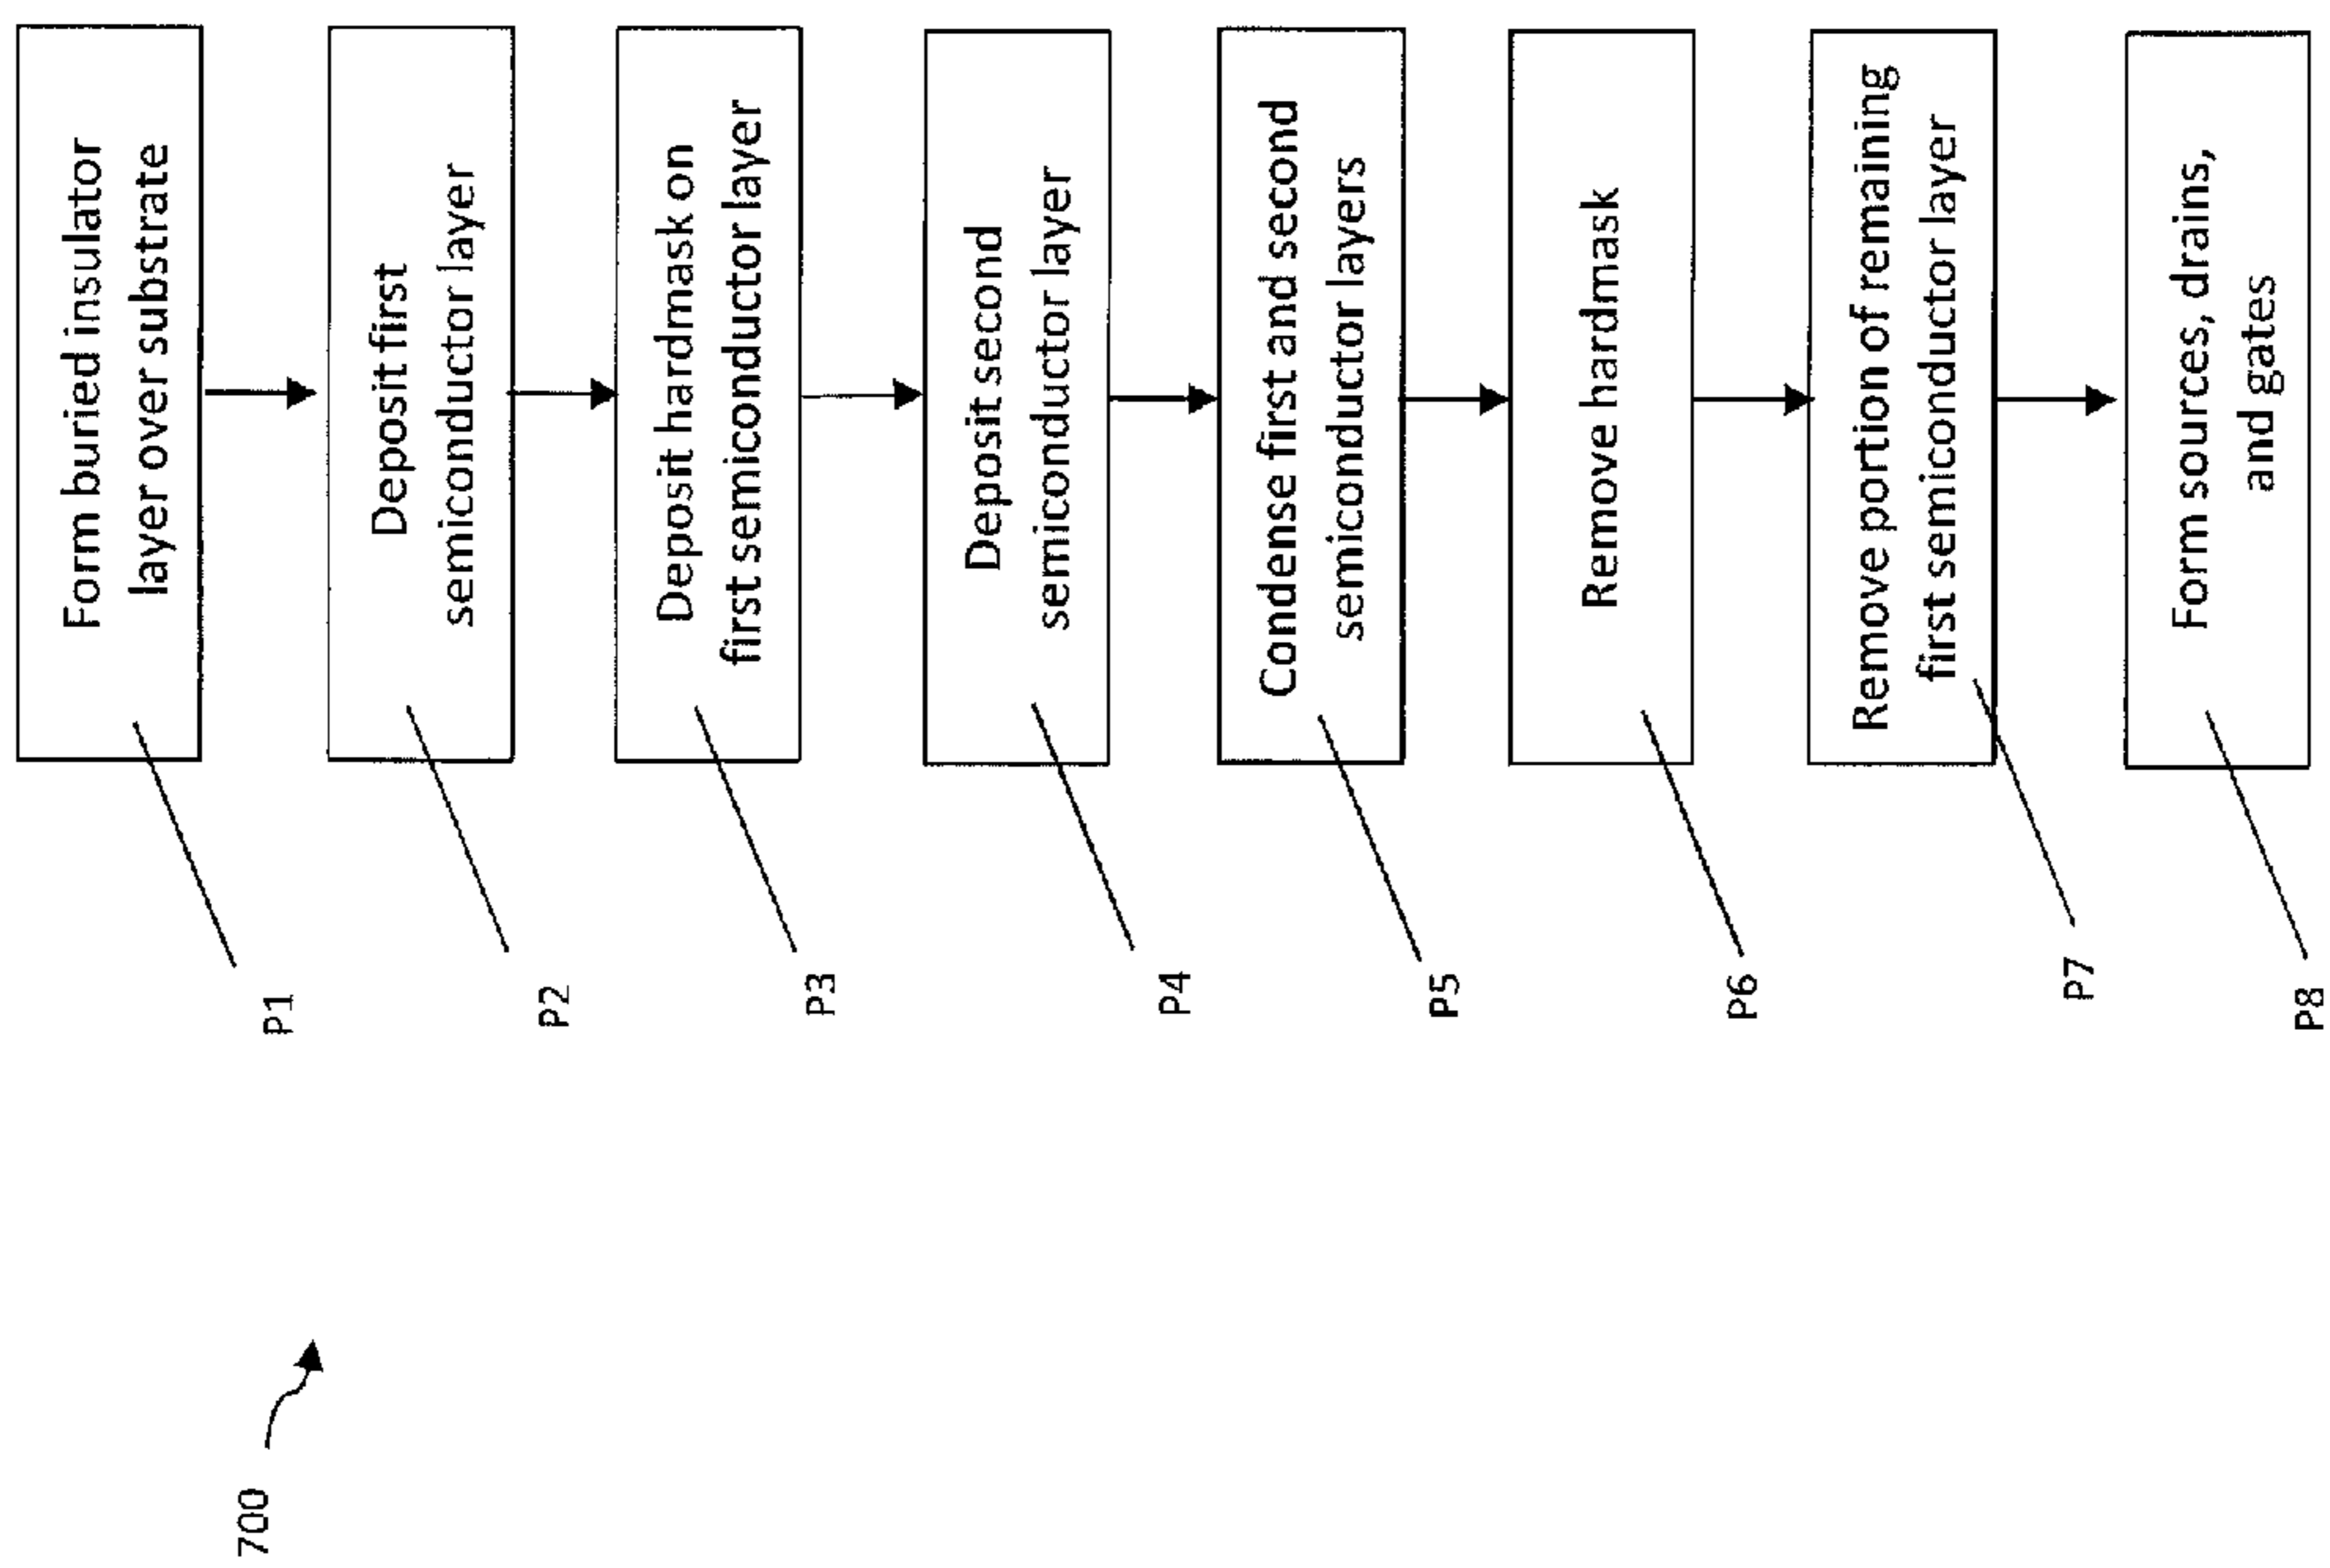 700
P1
Form buried insulator
layer over substrate
P2
Deposit first
semiconductor layer
P3
Deposit hardmask on
first semiconductor layer
P4
Deposit second
semiconductor layer
P5
Condense first and second
semiconductor layers
P6
Remove hardmask
P7
Remove portion of remaining
first semiconductor layer
P8
Form sources, drains,
and gates